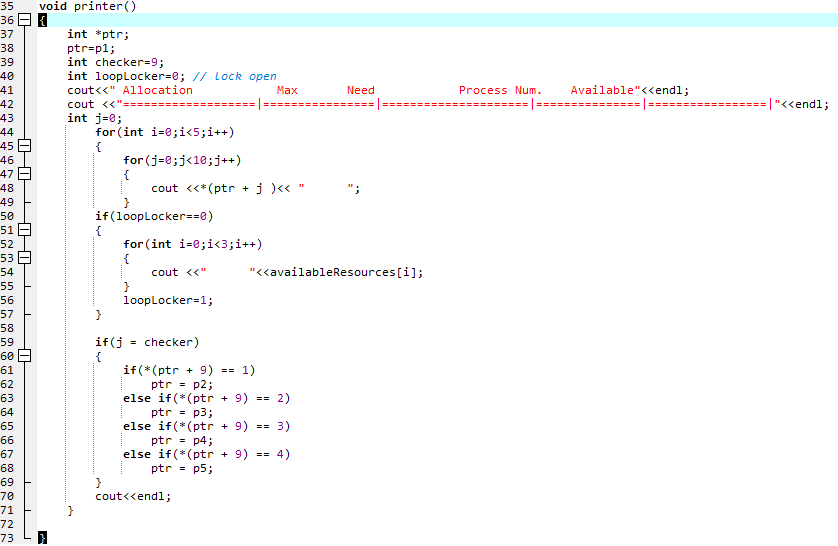 35 void printer()
36 {
37     int *ptr;
38     ptr=p1;
39     int checker=9;
40     int loopLocker=0; // lock open
41     cout<<" Allocation            Max       Need            Process Num.    Available"<<endl;
42     cout <<"===================|================|=====================|===============|=================|"<<endl;
43     int j=0;
44         for(int i=0;i<5;i++)
45         {
46             for(j=0;j<10;j++)
47             {
48                 cout <<*(ptr + j )<< "      ";
49             }
50         if(loopLocker==0)
51         {
52             for(int i=0;i<3;i++)
53             {
54                 cout <<"      "<<availableResources[i];
55             }
56             loopLocker=1;
57         }
58
59         if(j = checker)
60         {
61             if(*(ptr + 9) == 1)
62                 ptr = p2;
63             else if(*(ptr + 9) == 2)
64                 ptr = p3;
65             else if(*(ptr + 9) == 3)
66                 ptr = p4;
67             else if(*(ptr + 9) == 4)
68                 ptr = p5;
69         }
70         cout<<endl;
71     }
72
73 }